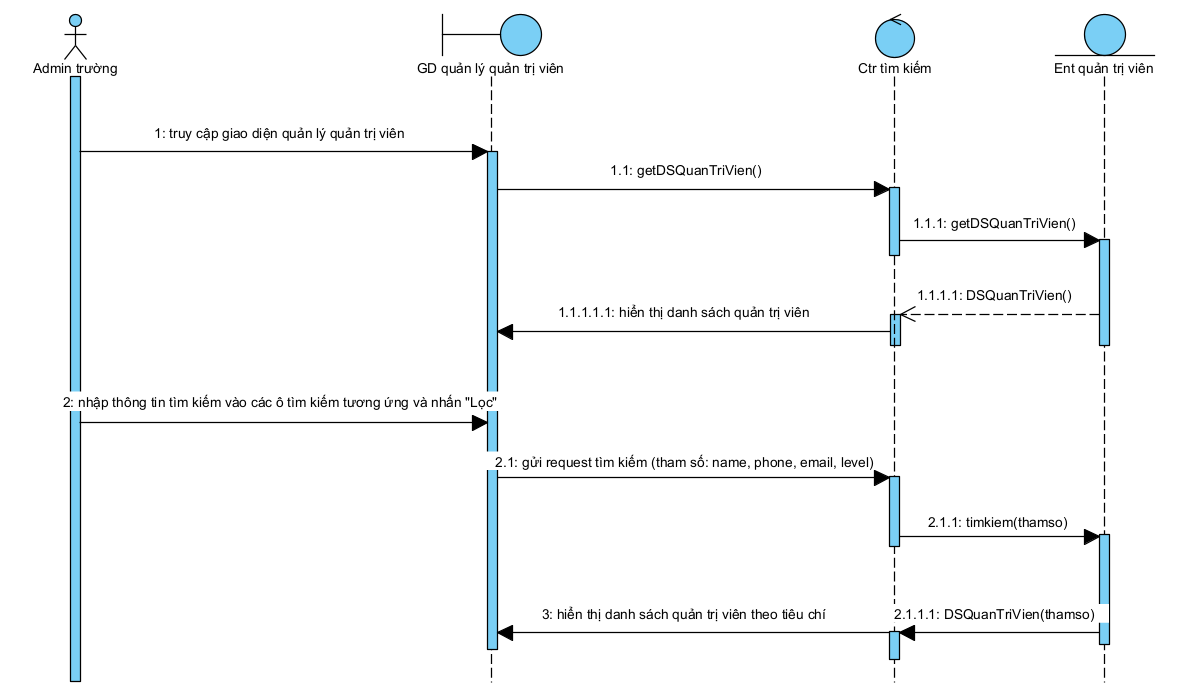 Admin trường
GD quản lý quản trị viên
Ctr tìm kiếm
Ent quản trị viên
1: truy cập giao diện quản lý quản trị viên
1.1: getDSQuanTriVien()
1.1.1: getDSQuanTriVien()
1.1.1.1: DSQuanTriVien()
1.1.1.1.1: hiển thị danh sách quản trị viên
2: nhập thông tin tìm kiếm vào các ô tìm kiếm tương ứng và nhấn "Lọc"
2.1: gửi request tìm kiếm (tham số: name, phone, email, level)
2.1.1: timkiem(thamso)
2.1.1.1: DSQuanTriVien(thamso)
3: hiển thị danh sách quản trị viên theo tiêu chí